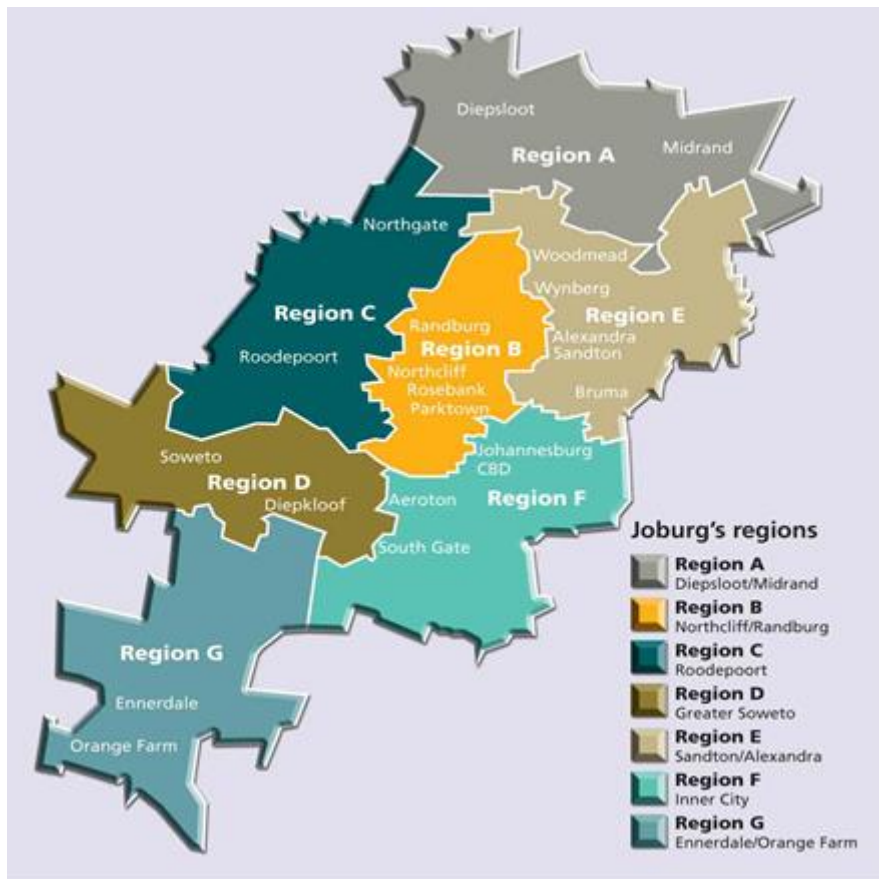 Diepsloot
Midrand
Region A
Northgate
Woodmead
Wynberg
Region C
Region E
Randburg
Alexandra
Region B
Sandton
Roodepoort
Northcliff
Rosebank
Bruma
Parktown
Johannesburg
CBD
Soweto
Region D
Diepkloof
Aeroton
Region F
South Gate
Region G
Ennerdale
Orange Farm
Joburg's regions
Region A
Diepsloot/Midrand
Region B
Northcliff/Randburg
Region C
Roodepoort
Region D
Greater Soweto
Region E
Sandton/Alexandra
Region F
Inner City
Region G
Ennerdale/Orange Farm